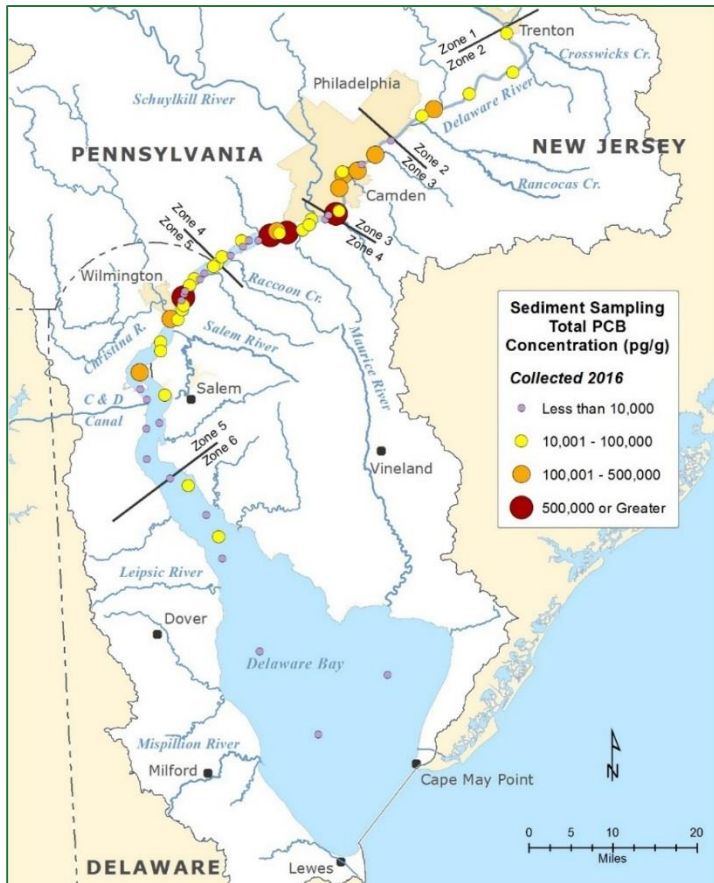 Zone 1
Zone 2
Trenton
Crosswicks Cr.
Philadelphia
Schuylkill River
Delaware River
PENNSYLVANIA
Zone 2
Zone 3
NEW JERSEY
Rancocas Cr.
Camden
Zone 3
Zone 4
Zone 4
Zone 5
Wilmington
Raccoon Cr.
Christina R.
Salem River
Maurice River
Salem
C & D
Canal
Zone 5
Zone 6
Vineland
Sediment Sampling
Total PCB
Concentration (pg/g)
Collected 2016
Less than 10,000
10,001 - 100,000
100,001 - 500,000
500,000 or Greater
Leipsic River
Dover
Delaware Bay
Mispillion River
Milford
Cape May Point
N
DELAWARE
Lewes
0 5 10 20
Miles